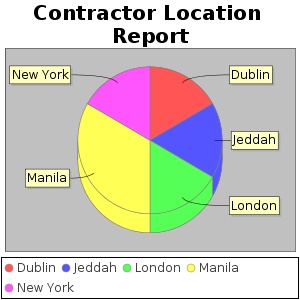 Contractor Location
Report
New York
Dublin
Jeddah
Manila
London
Dublin Jeddah London Manila
New York